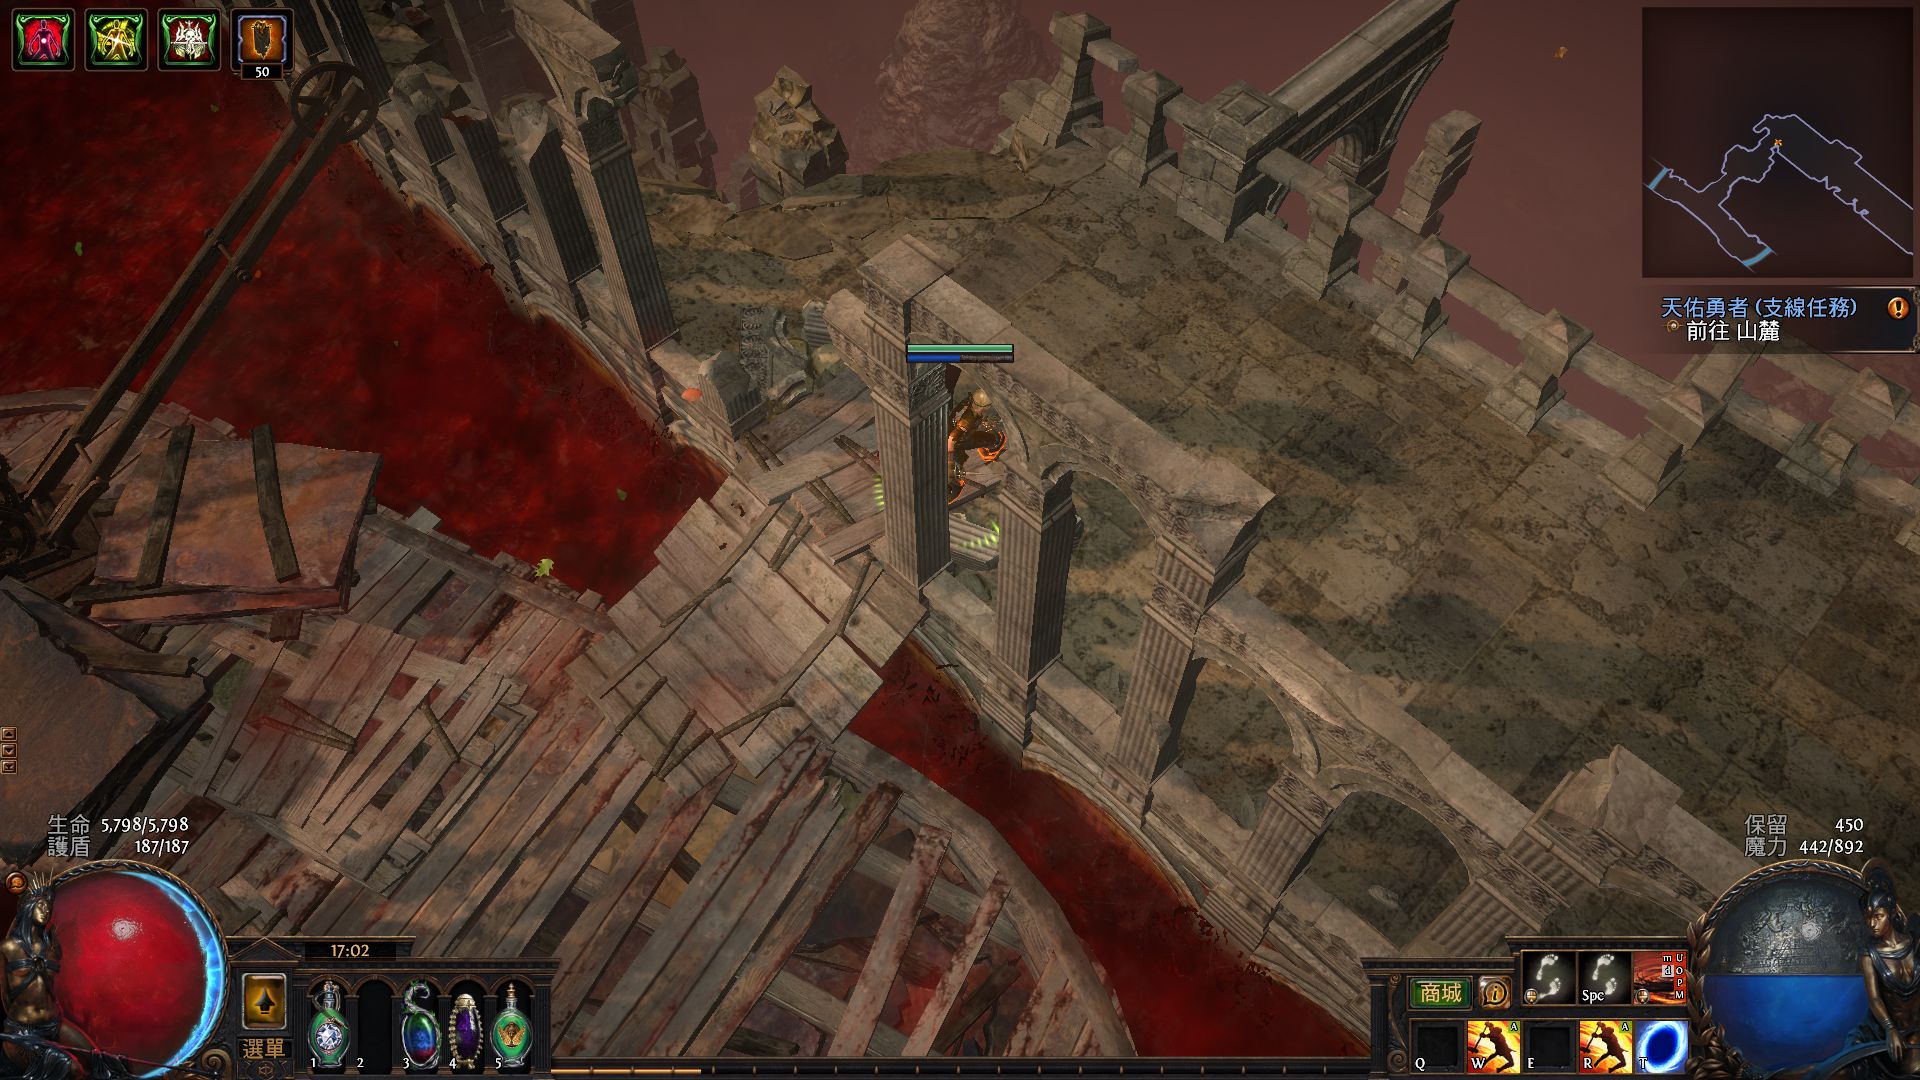 50
天佑勇者 (支線任務)
前往 山麓
生命 5,798/5,798
護盾 187/187
保留 450
魔力 442/892
17:02
選單
1
2
3
4
5
商城
Spc
Q
W
A
E
R
A
T